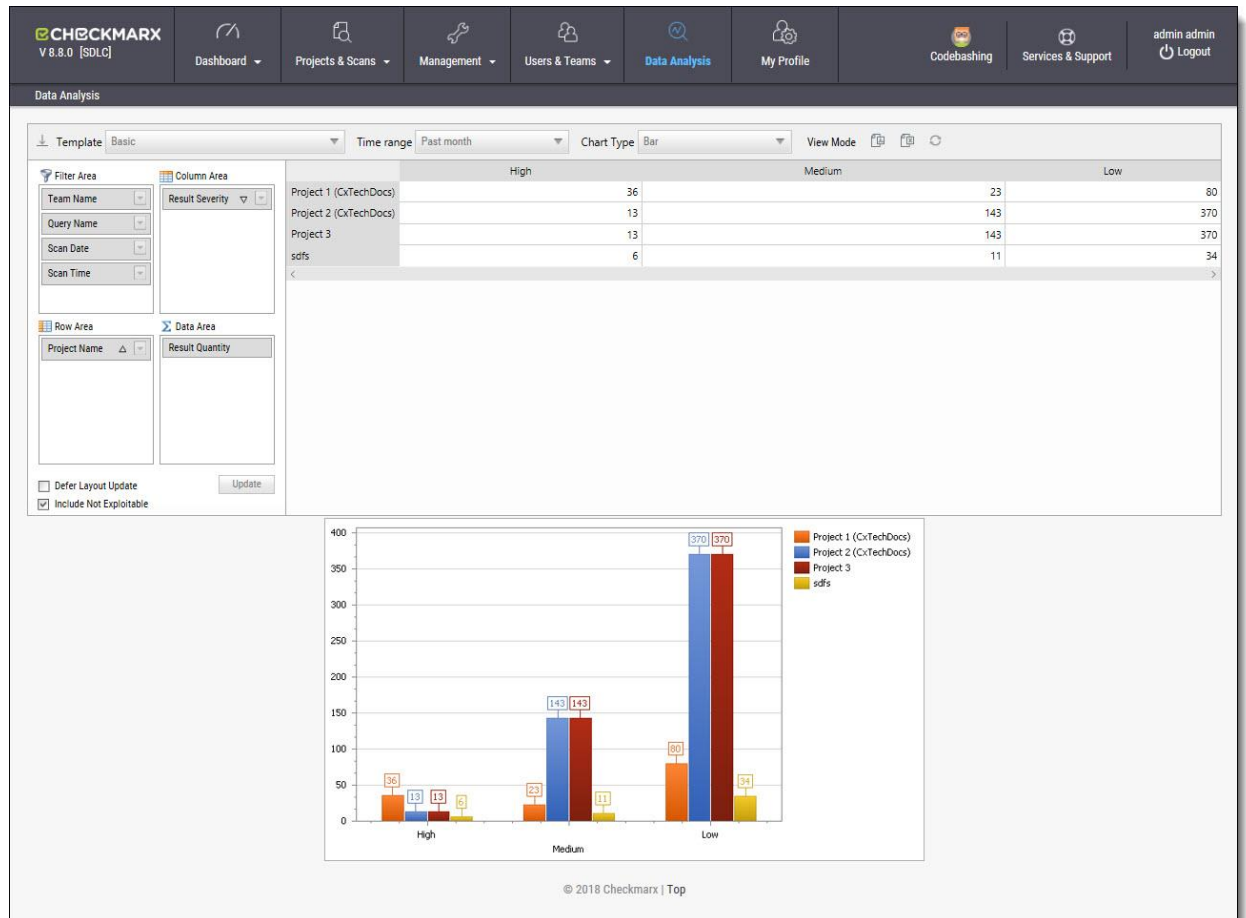 CHECKMARX
V 8.8.0 [SDLC]
Dashboard
Projects & Scans
Management
Users & Teams
Data Analysis
My Profile
Codebashing
Services & Support
admin admin
Logout
Data Analysis
Template Basic
Time range Past month
Chart Type Bar
View Mode
Filter Area
Team Name
Query Name
Scan Date
Scan Time
Column Area
Result Severity
Row Area
Project Name
Data Area
Result Quantity
Defer Layout Update
Update
Include Not Exploitable
High Medium Low
Project 1 (CxTechDocs) 36 23 80
Project 2 (CxTechDocs) 13 143 370
Project 3 13 143 370
sdfs 6 11 34
400
350
300
250
200
150
100
50
0
36 13 13 6
23 143 143 11
80 370 370 34
High
Medium
Low
Project 1 (CxTechDocs)
Project 2 (CxTechDocs)
Project 3
sdfs
© 2018 Checkmarx | Top